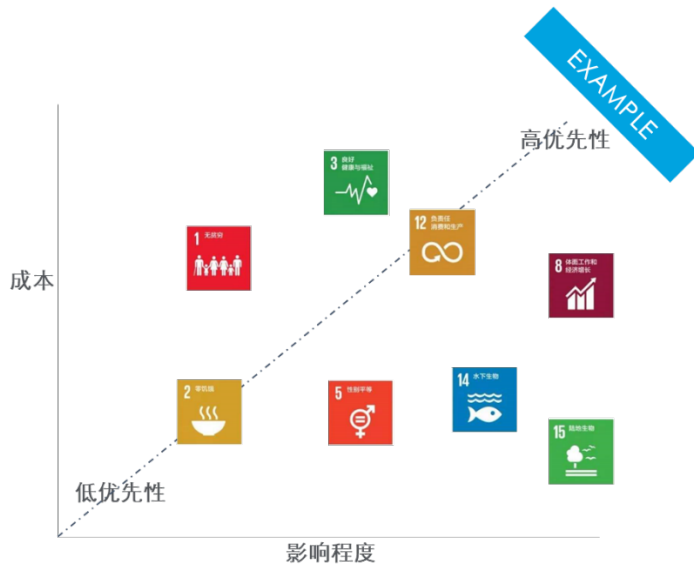 EXAMPLE
高优先性
3 良好
健康与福祉
12 负责任
消费和生产
1 无贫穷
8 体面工作和
经济增长
成本
2 零饥饿
5 性别平等
14 水下生物
15 陆地生物
低优先性
影响程度